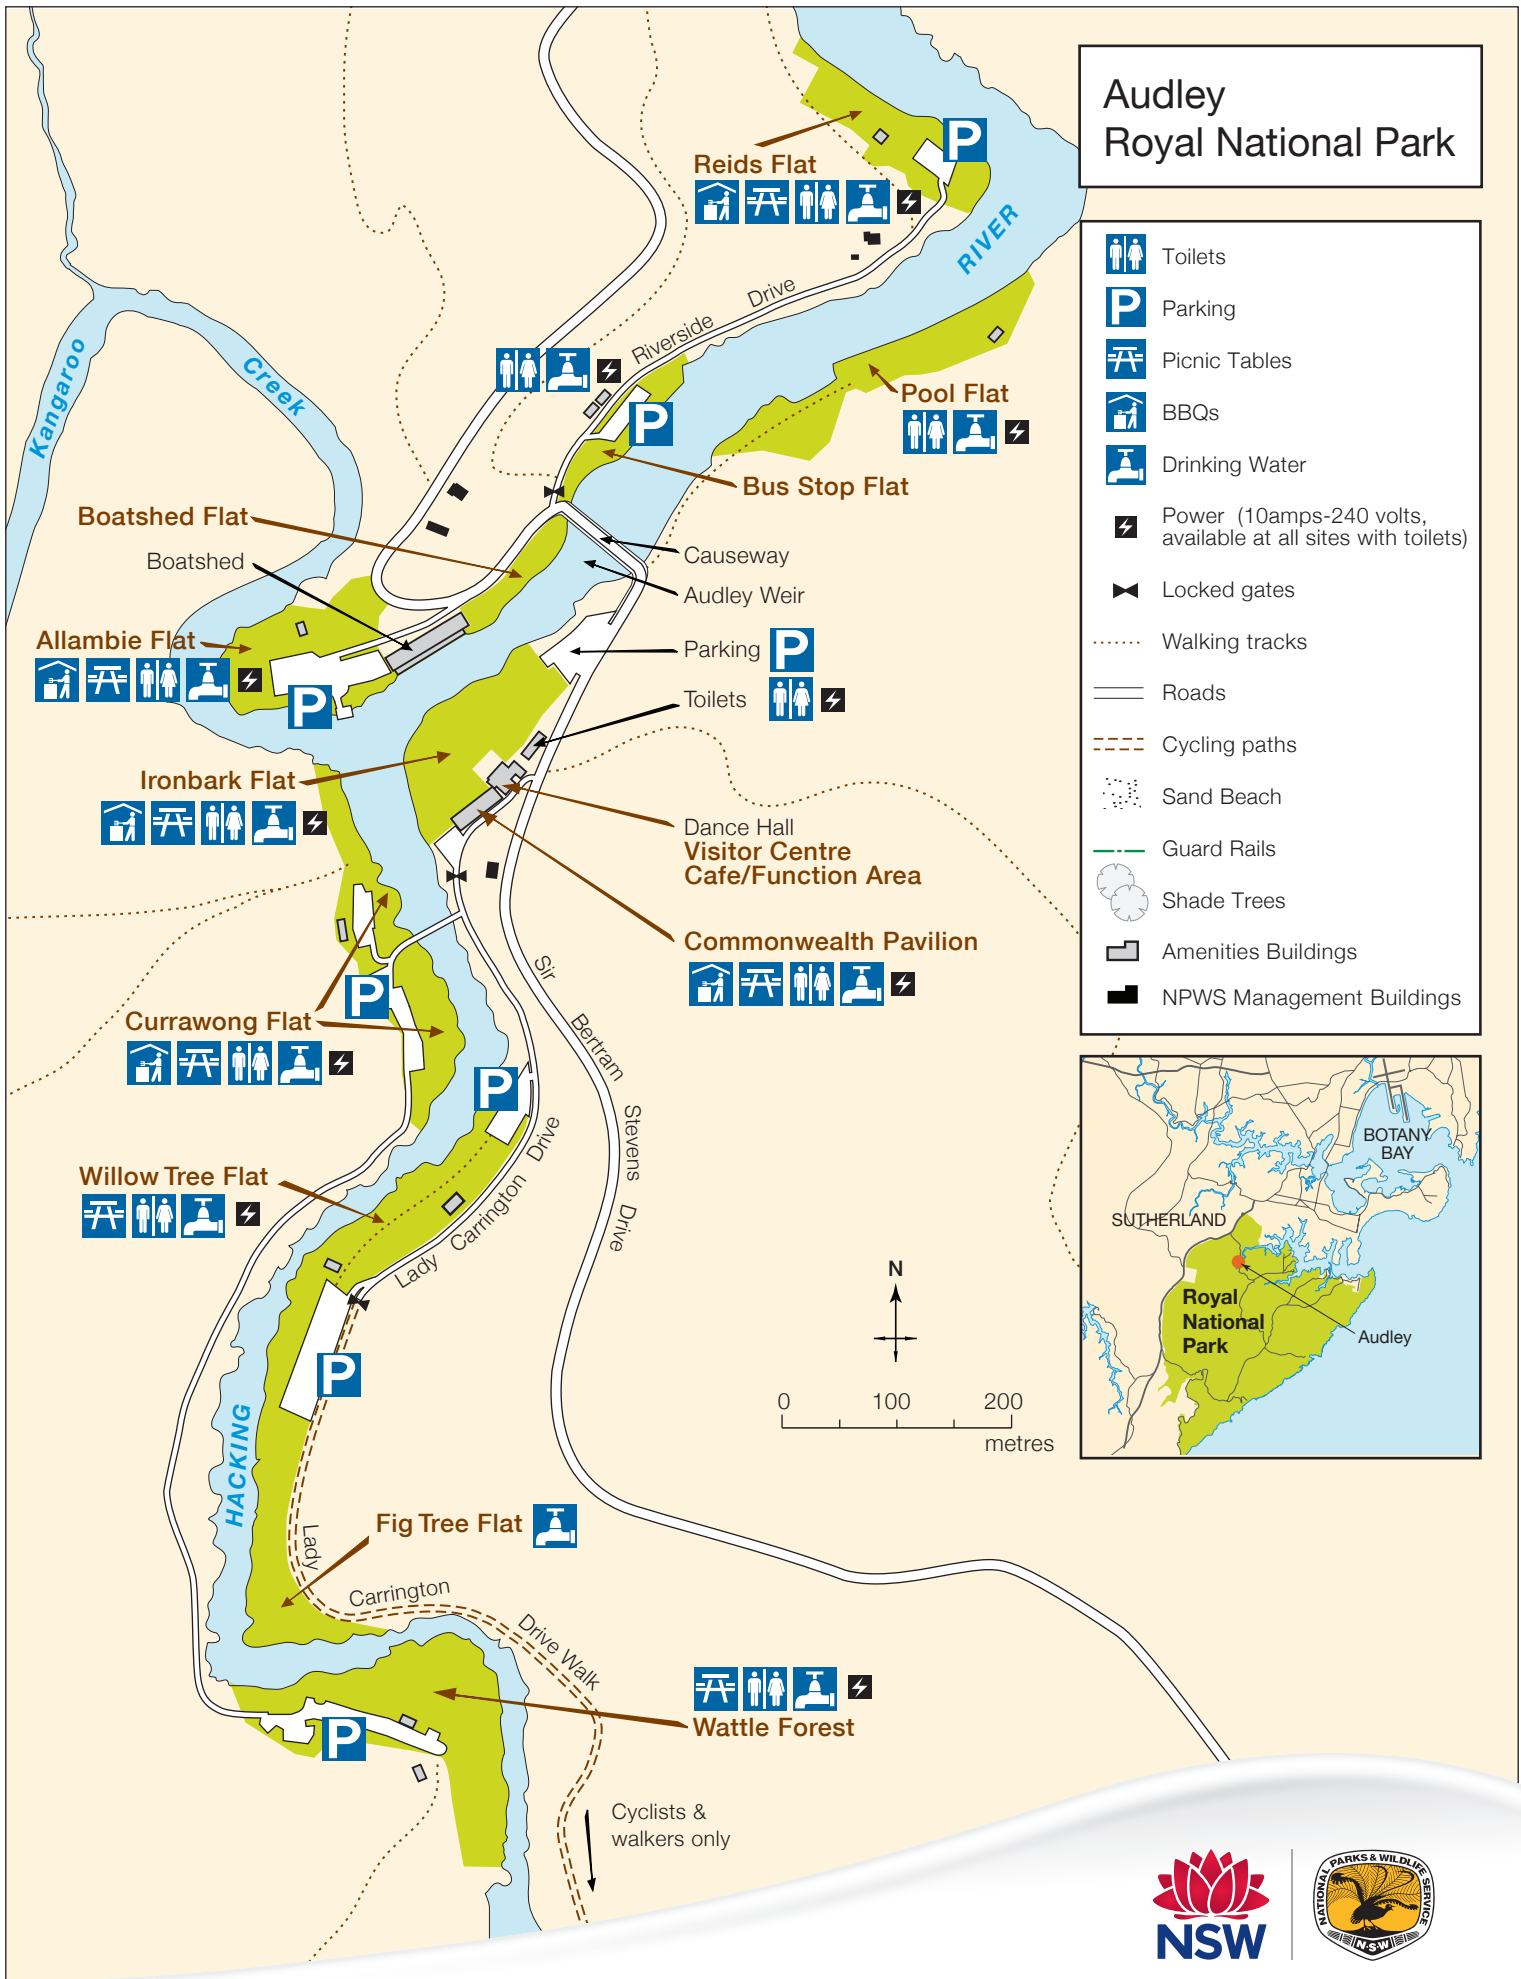 Audley
Royal National Park
Reids Flat
P
RIVER
Toilets
P
Parking
Picnic Tables
BBQs
Drinking Water
Power (10amps-240 volts,
available at all sites with toilets)
Locked gates
Walking tracks
Roads
Cycling paths
Sand Beach
Guard Rails
Shade Trees
Amenities Buildings
NPWS Management Buildings
Riverside Drive
Kangaroo Creek
P
Pool Flat
Bus Stop Flat
Boatshed Flat
Boatshed
Causeway
Audley Weir
Allambie Flat
P
Parking
P
Toilets
Ironbark Flat
Dance Hall
Visitor Centre
Cafe/Function Area
Commonwealth Pavilion
Sir Bertram Stevens Drive
P
Currawong Flat
P
Willow Tree Flat
Lady Carrington Drive
P
HACKING
N
0 100 200
metres
Fig Tree Flat
Lady Carrington Drive Walk
Wattle Forest
P
Cyclists &
walkers only
BOTANY
BAY
SUTHERLAND
Royal
National
Park
Audley
NSW
NATIONAL PARKS & WILDLIFE SERVICE
N·S·W